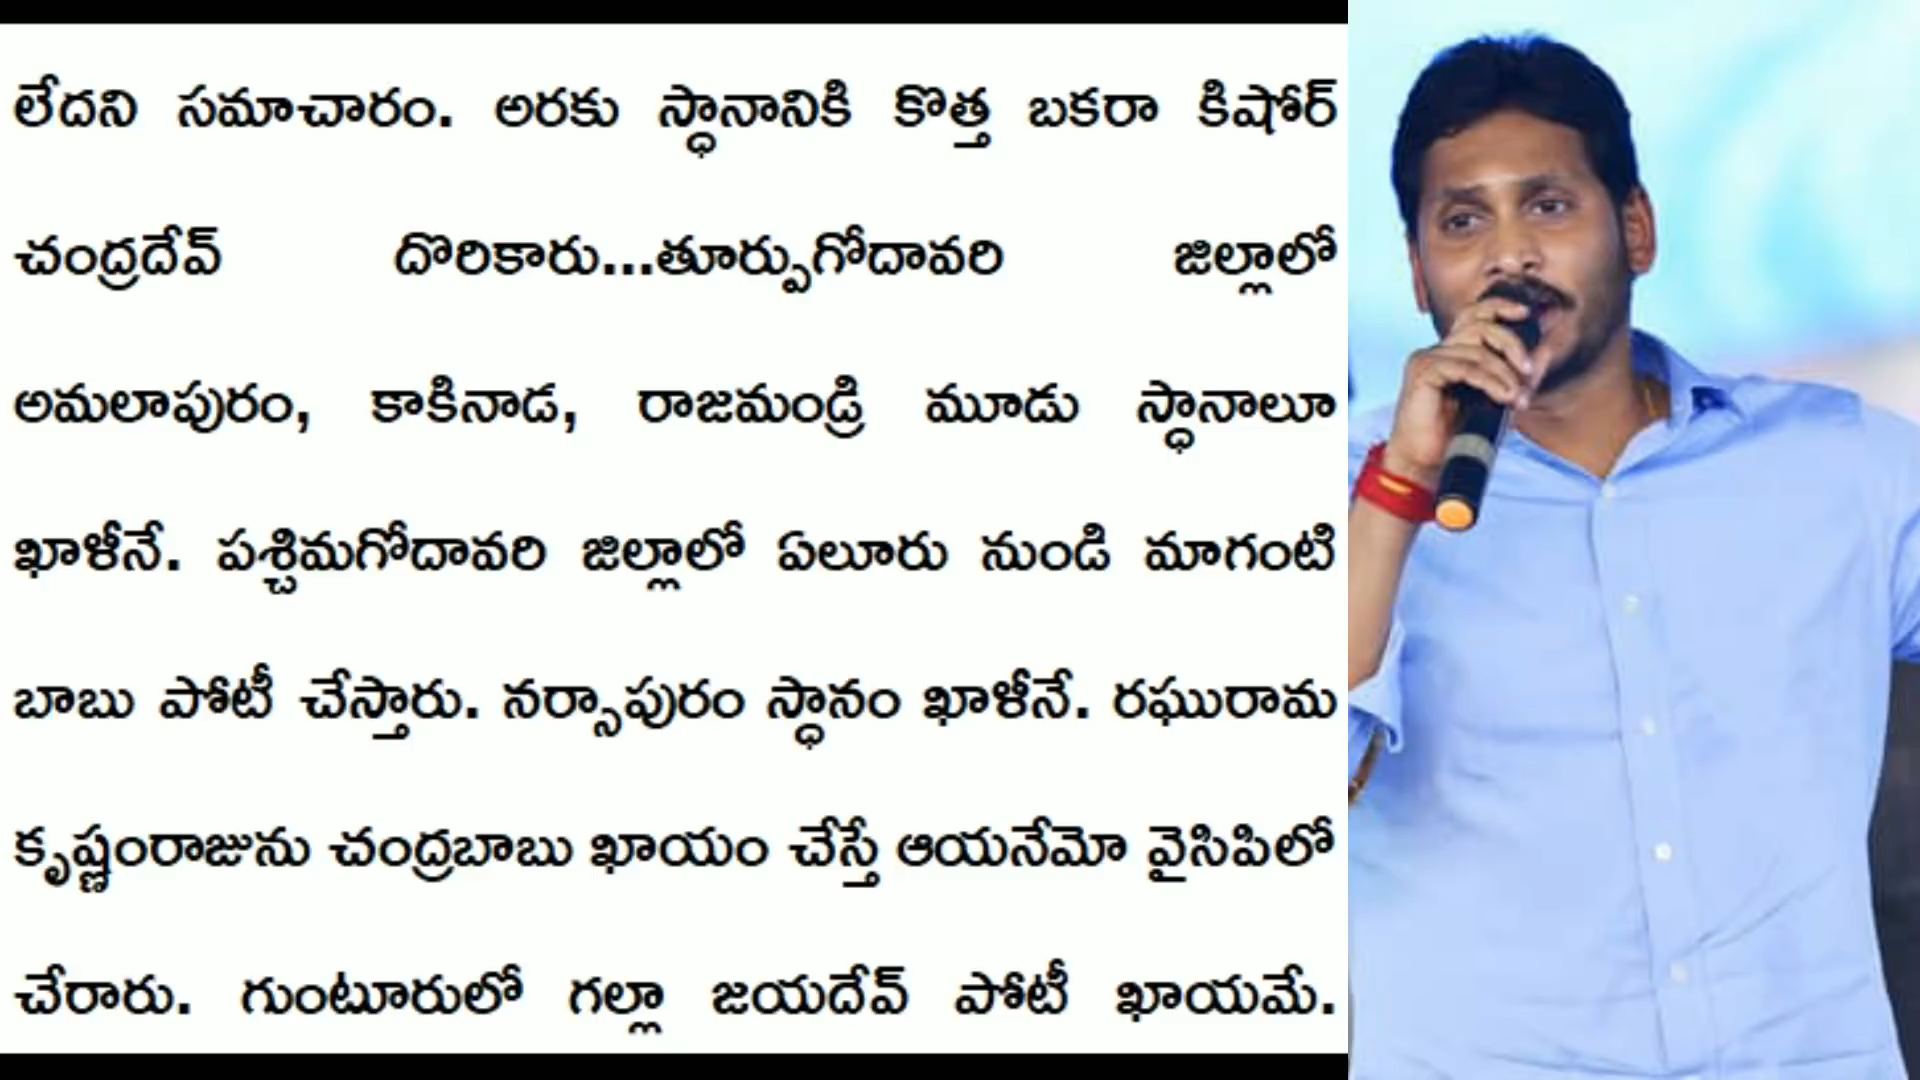 లేదని సమాచారం. అరకు స్ధానానికి కొత్త బకరా కిషోర్
చంద్రదేవ్ దొరికారు...తూర్పుగోదావరి జిల్లాలో
అమలాపురం, కాకినాడ, రాజమండ్రి మూడు స్ధానాలూ
ఖాళీనే. పశ్చిమగోదావరి జిల్లాలో ఏలూరు నుండి మాగంటి
బాబు పోటీ చేస్తారు. నర్సాపురం స్ధానం ఖాళీనే. రఘురామ
కృష్ణంరాజును చంద్రబాబు ఖాయం చేస్తే ఆయనేమో వైసిపిలో
చేరారు. గుంటూరులో గల్లా జయదేవ్ పోటీ ఖాయమే.